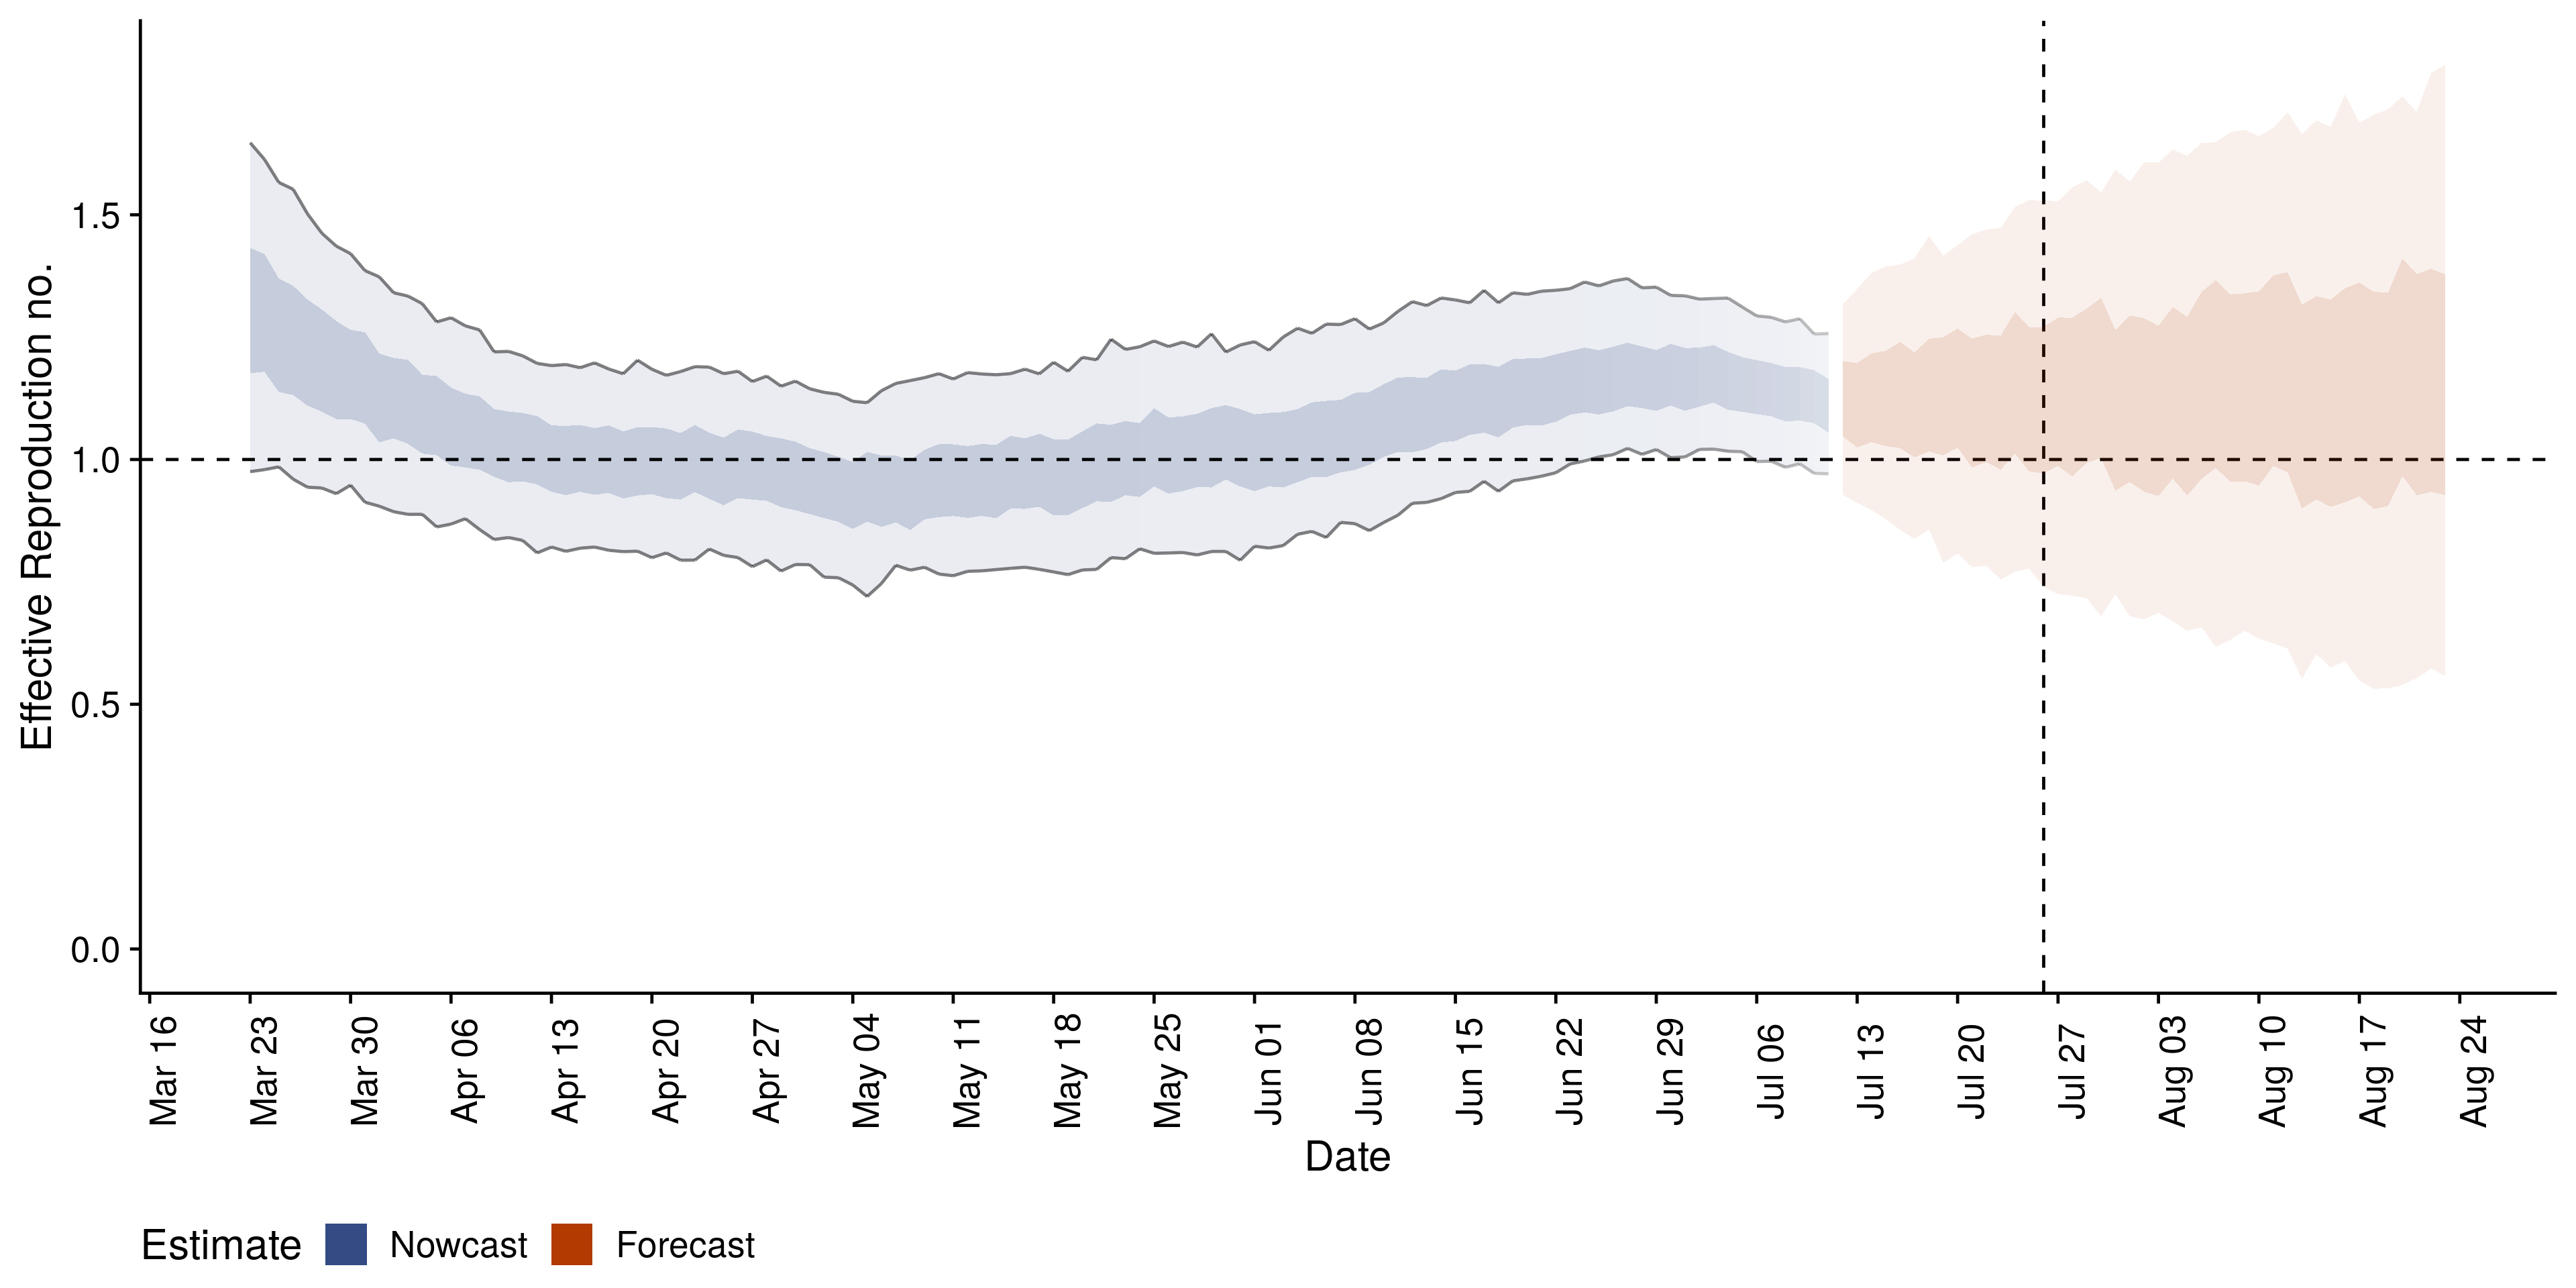 Effective Reproduction no.
1.5
1.0
0.5
0.0
Mar 16
Mar 23
Mar 30
Apr 06
Apr 13
Apr 20
Apr 27
May 04
May 11
May 18
May 25
Jun 01
Jun 08
Jun 15
Jun 22
Jun 29
Jul 06
Jul 13
Jul 20
Jul 27
Aug 03
Aug 10
Aug 17
Aug 24
Date
Estimate Nowcast Forecast